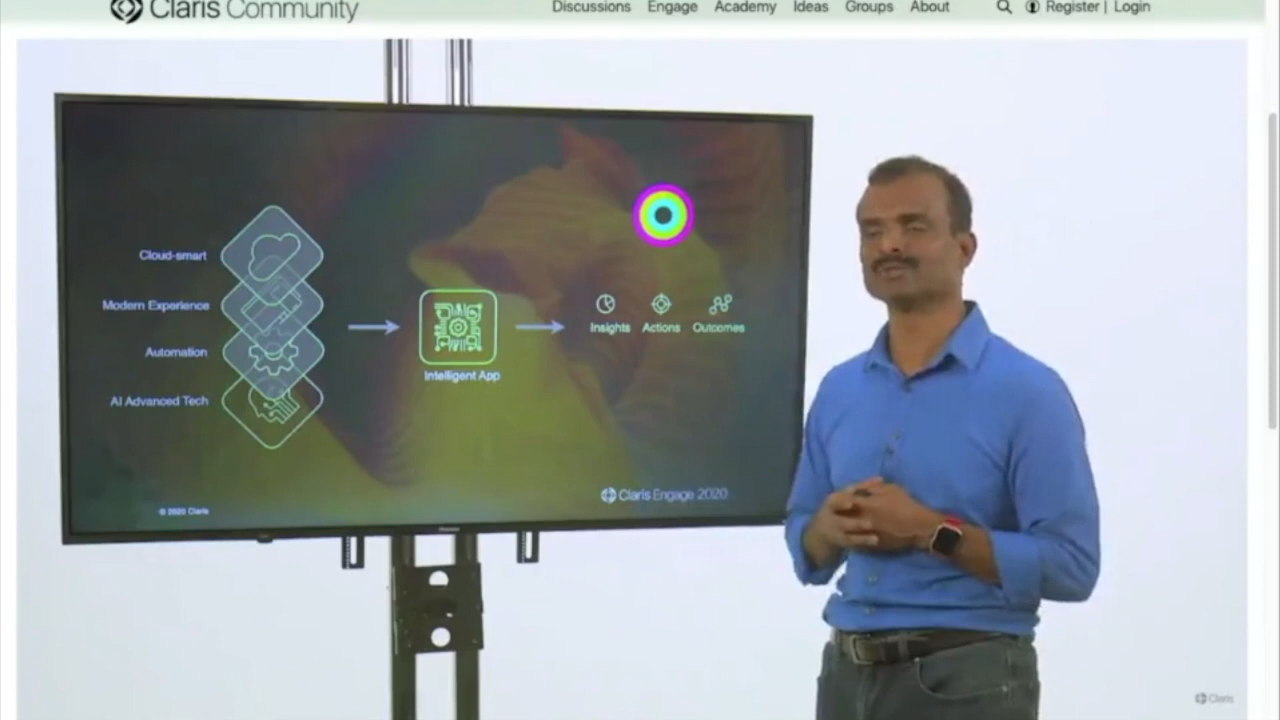 Claris Community
Discussions Engage Academy Ideas Groups About
Register | Login
Cloud-smart
Modern Experience
Automation
AI Advanced Tech
Intelligent App
Insights Actions Outcomes
© 2020 Claris
Claris Engage 2020
Claris